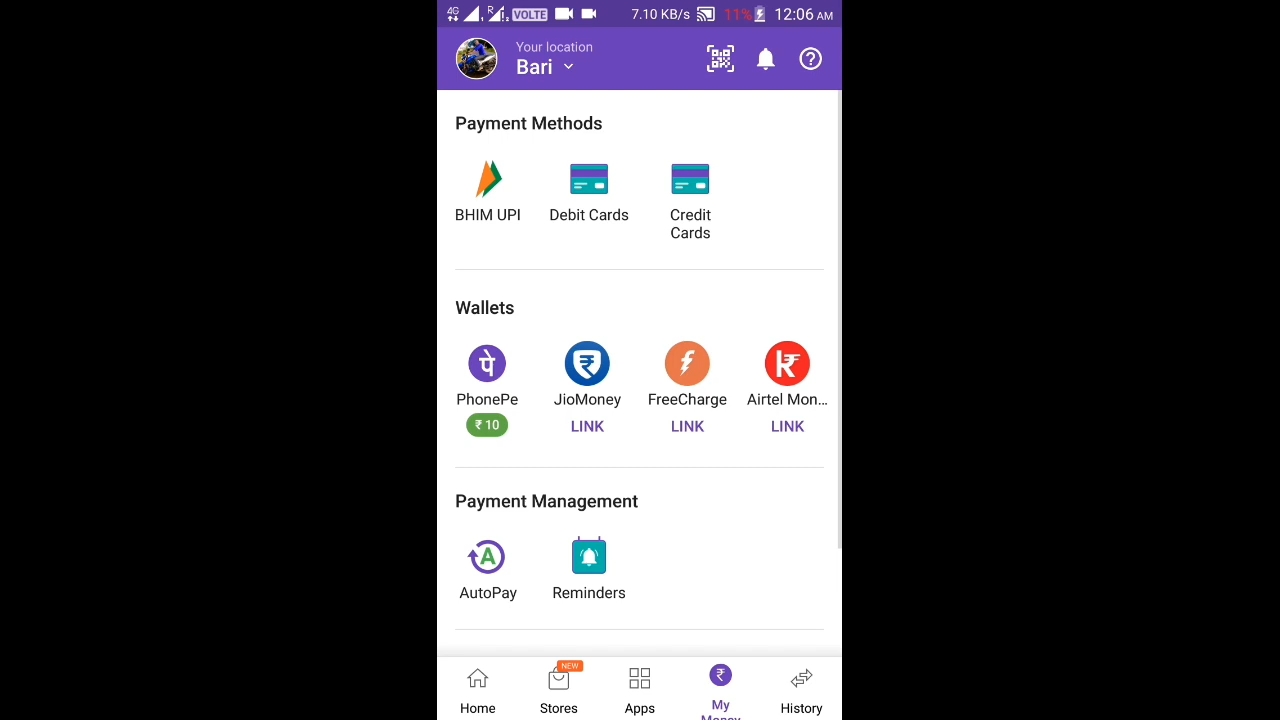 4G R VOLTE 7.10 KB/s 11% 12:06 AM
Your location
Bari
Payment Methods
BHIM UPI Debit Cards Credit Cards
Wallets
पे
PhonePe JioMoney FreeCharge Airtel Mon...
₹ 10 LINK LINK LINK
Payment Management
A
AutoPay Reminders
NEW
Home Stores Apps My Money History